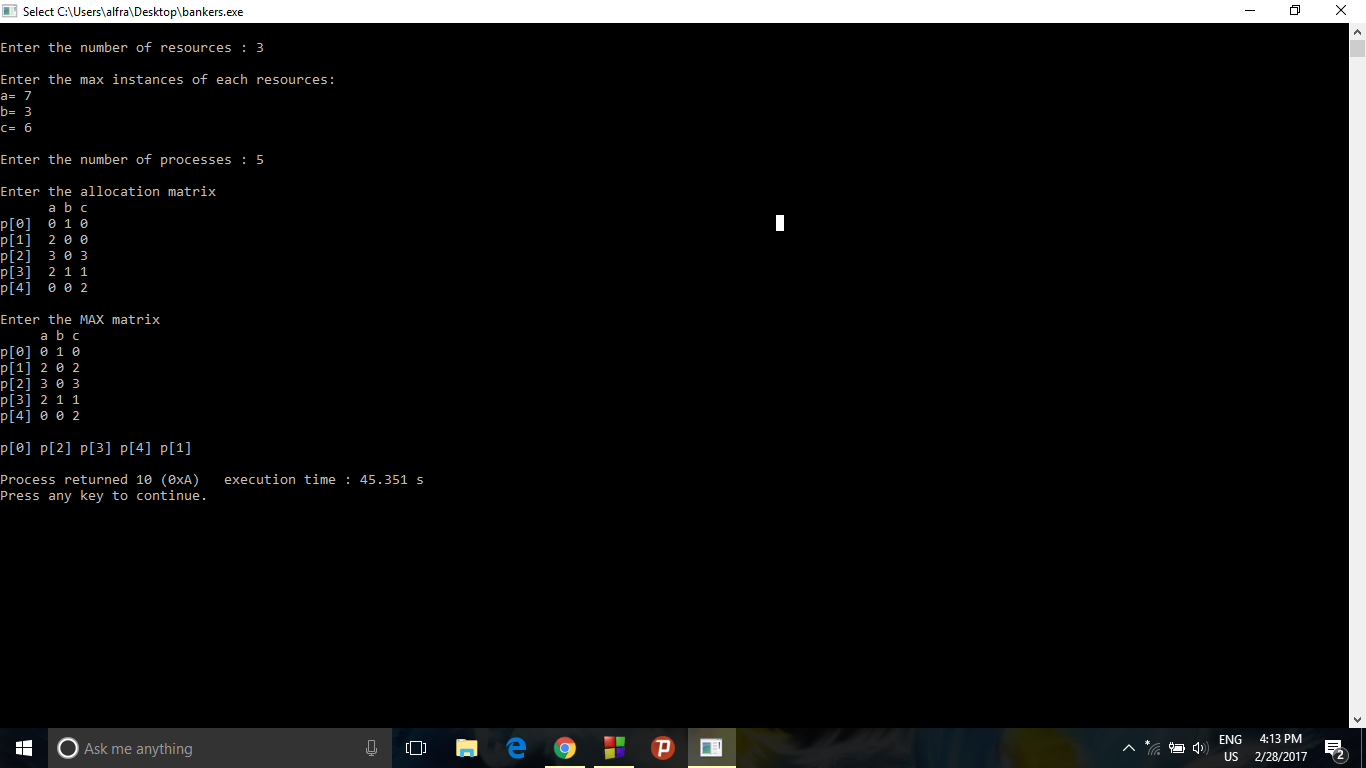 Select C:\Users\alfra\Desktop\bankers.exe
Enter the number of resources : 3
Enter the max instances of each resources:
a= 7
b= 3
c= 6
Enter the number of processes : 5
Enter the allocation matrix
a b c
p[0] 0 1 0
p[1] 2 0 0
p[2] 3 0 3
p[3] 2 1 1
p[4] 0 0 2
Enter the MAX matrix
a b c
p[0] 0 1 0
p[1] 2 0 2
p[2] 3 0 3
p[3] 2 1 1
p[4] 0 0 2
p[0] p[2] p[3] p[4] p[1]
Process returned 10 (0xA)   execution time : 45.351 s
Press any key to continue.
Ask me anything
ENG
US
4:13 PM
2/28/2017
2